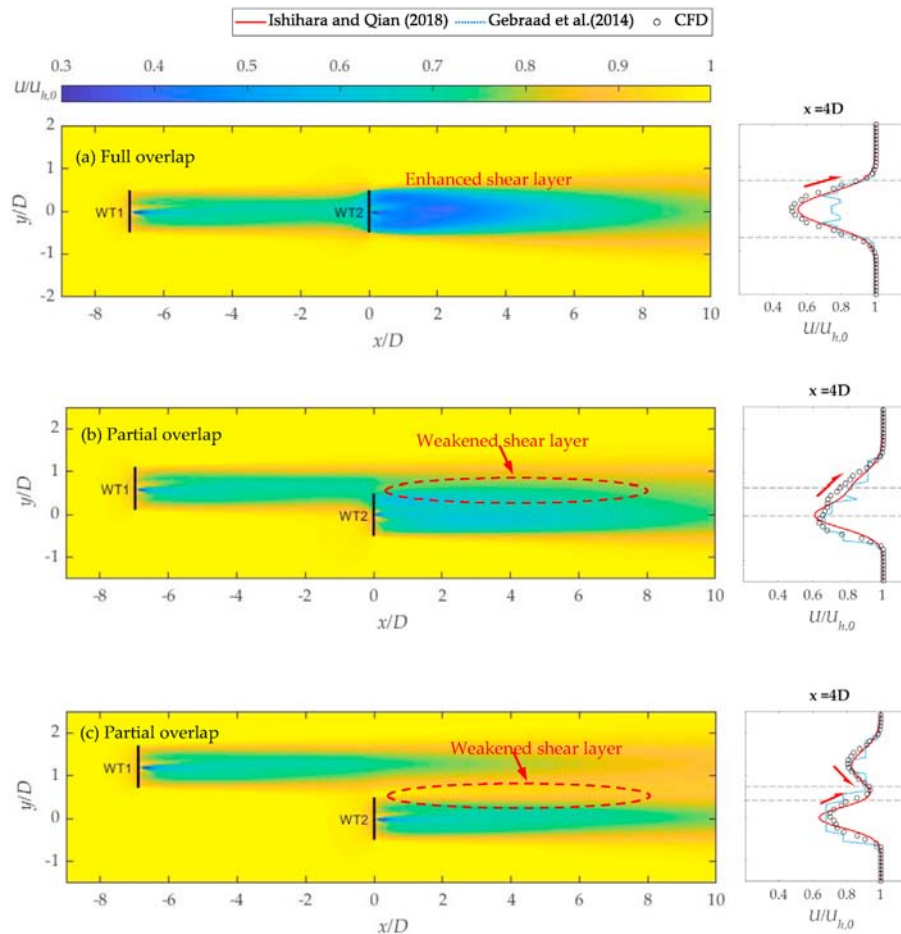 Ishihara and Qian (2018) Gebraad et al.(2014) CFD
U/U_{h,0}
0.3 0.4 0.5 0.6 0.7 0.8 0.9 1
x =4D
(a) Full overlap
Enhanced shear layer
WT1
WT2
y/D
2
1
0
-1
-2
-8 -6 -4 -2 0 2 4 6 8 10
x/D
0.4 0.6 0.8 1
U/U_{h,0}
x =4D
(b) Partial overlap
Weakened shear layer
WT1
WT2
y/D
2
1
0
-1
-8 -6 -4 -2 0 2 4 6 8 10
x/D
0.4 0.6 0.8 1
U/U_{h,0}
x =4D
(c) Partial overlap
Weakened shear layer
WT1
WT2
y/D
2
1
0
-1
-8 -6 -4 -2 0 2 4 6 8 10
x/D
0.4 0.6 0.8 1
U/U_{h,0}